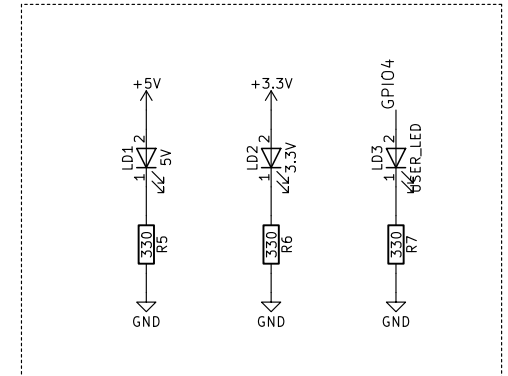 +5V
+3.3V
GPIO4
2
LD1
5V
1
2
LD2
3.3V
1
2
LD3
USER_LED
1
330
R5
330
R6
330
R7
GND
GND
GND